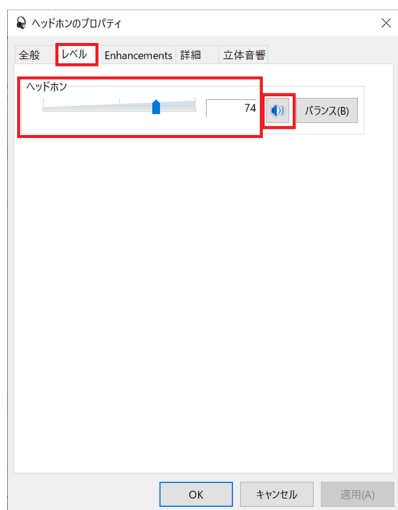 ヘッドホンのプロパティ
全般 レベル Enhancements 詳細 立体音響
ヘッドホン
74 バランス(B)
OK キャンセル 適用(A)